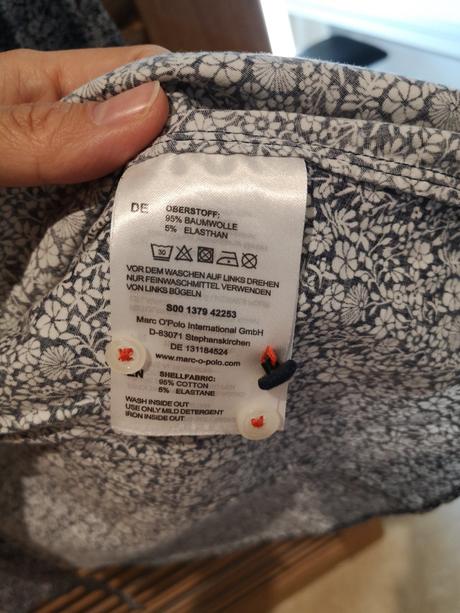 DE OBERSTOFF:
95% BAUMWOLLE
5% ELASTHAN
30
VOR DEM WASCHEN AUF LINKS DREHEN
NUR FEINWASCHMITTEL VERWENDEN
VON LINKS BÜGELN
S00 1379 42253
Marc O'Polo International GmbH
D-83071 Stephanskirchen
DE 131184524
www.marc-o-polo.com
SHELLFABRIC:
95% COTTON
5% ELASTANE
WASH INSIDE OUT
USE ONLY MILD DETERGENT
IRON INSIDE OUT